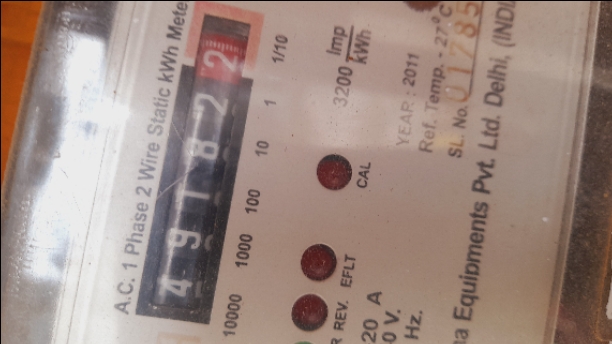 A.C. 1 Phase 2 Wire Static kWh Mete
4 9 1 8 2 2
10000 1000 100 10 1 1/10
3200 Imp/kWh
CAL
EFLT
REV.
YEAR : 2011
Ref. Temp. - 27°C
SL. No. 01785
20 A
0 V.
Hz.
a Equipments Pvt. Ltd. Delhi, (INDI